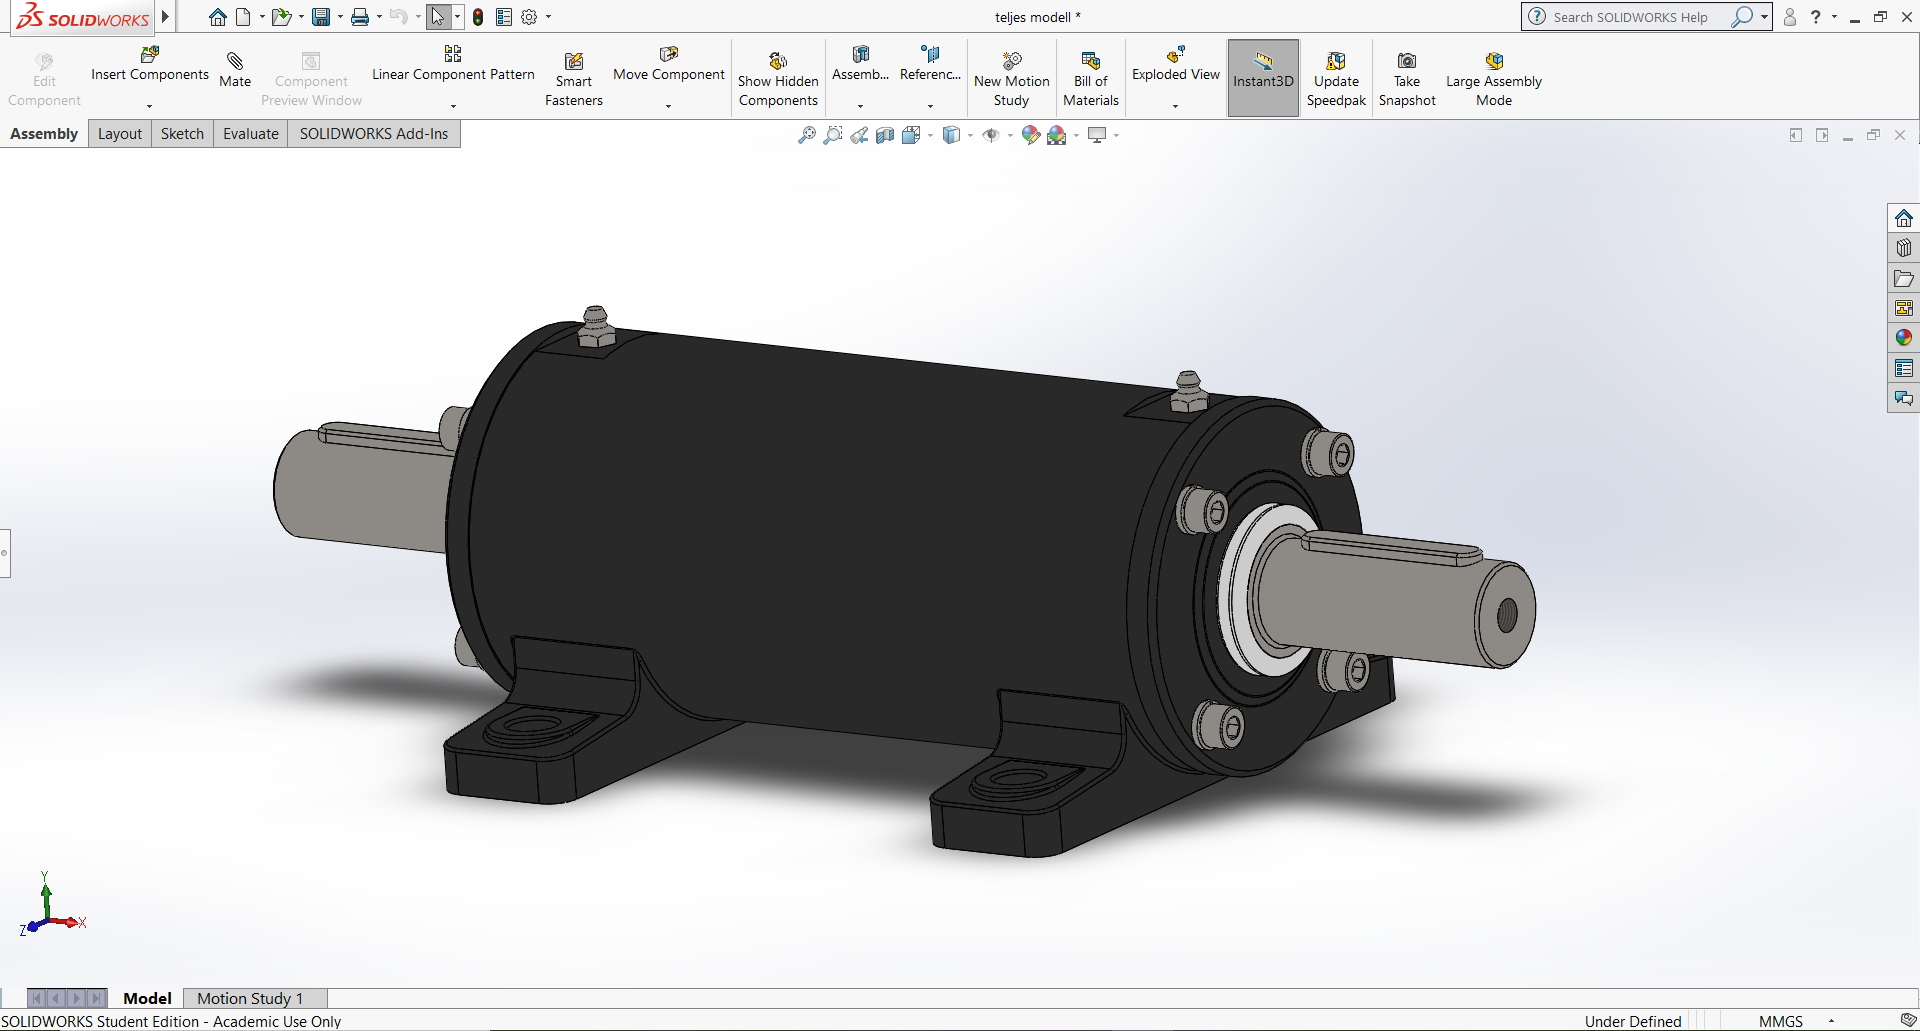 SOLIDWORKS
teljes modell *
Search SOLIDWORKS Help
?
Edit Component
Insert Components
Mate
Component Preview Window
Linear Component Pattern
Smart Fasteners
Move Component
Show Hidden Components
Assemb...
Referenc...
New Motion Study
Bill of Materials
Exploded View
Instant3D
Update Speedpak
Take Snapshot
Large Assembly Mode
Assembly
Layout
Sketch
Evaluate
SOLIDWORKS Add-Ins
Y
X
Z
Model
Motion Study 1
SOLIDWORKS Student Edition - Academic Use Only
Under Defined
MMGS